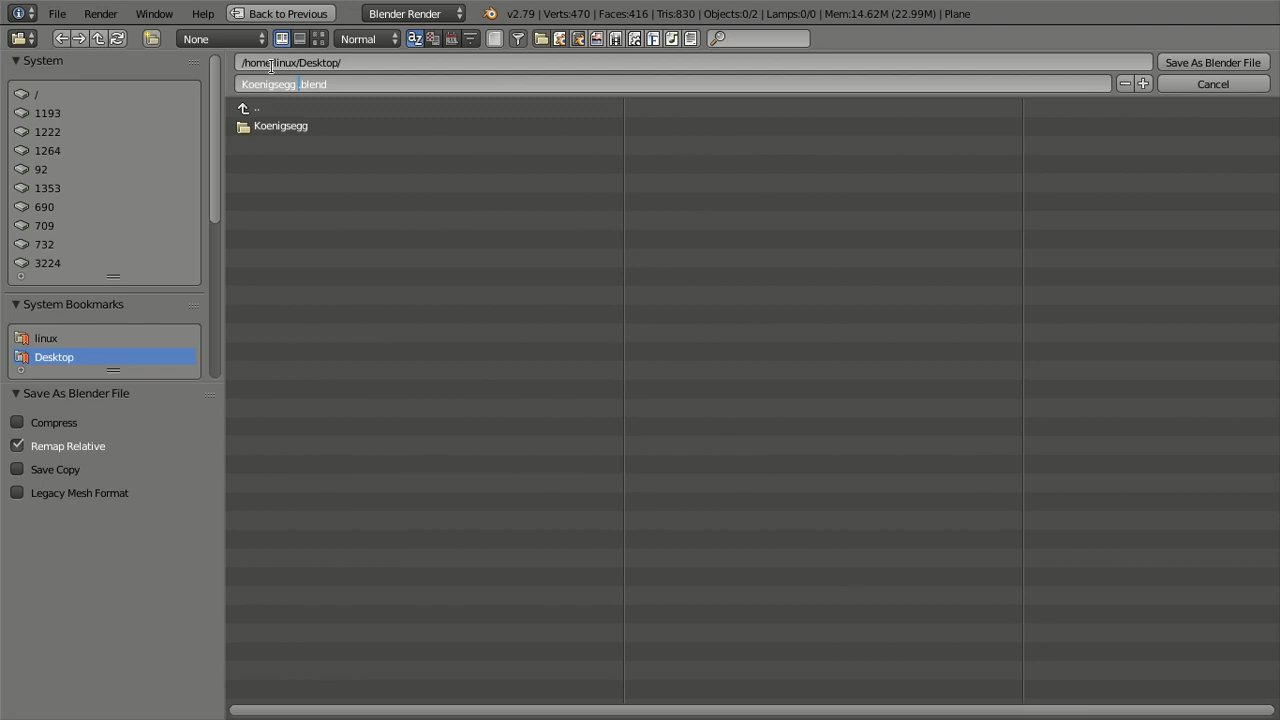 File Render Window Help Back to Previous Blender Render v2.79 | Verts:470 | Faces:416 | Tris:830 | Objects:0/2 | Lamps:0/0 | Mem:14.62M (22.99M) | Plane
None Normal
System
/home/linux/Desktop/ Save As Blender File
Koenigsegg .blend Cancel
/
1193
1222
1264
92
1353
690
709
732
3224
..
Koenigsegg
System Bookmarks
linux
Desktop
Save As Blender File
Compress
Remap Relative
Save Copy
Legacy Mesh Format